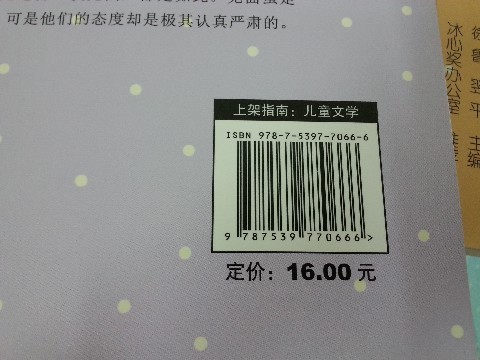 可是他们的态度却是极其认真严肃的。
上架指南：儿童文学
ISBN 978-7-5397-7066-6
9 787539 770666 >
定价：16.00 元
冰心奖办公室
主编